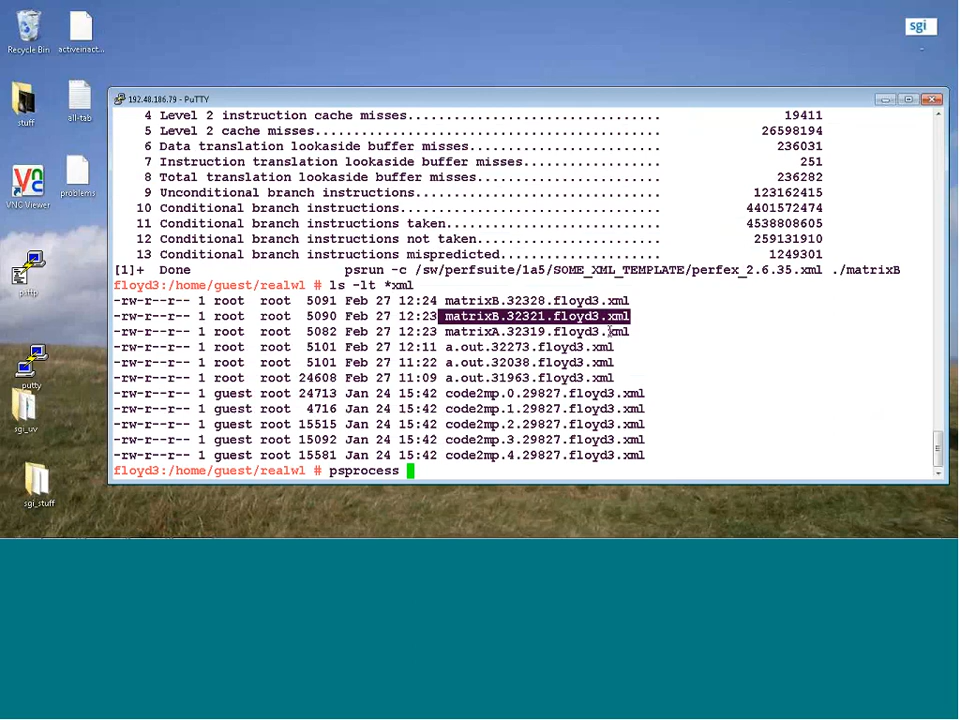 sgi
Recycle Bin
activeinact...
stuff
all-tab
VNC Viewer
problems
psftp
putty
sgi_uv
sgi_stuff
192.48.186.79 - PuTTY
4 Level 2 instruction cache misses................................. 19411
5 Level 2 cache misses............................................. 26598194
6 Data translation lookaside buffer misses......................... 236031
7 Instruction translation lookaside buffer misses.................. 251
8 Total translation lookaside buffer misses........................ 236282
9 Unconditional branch instructions................................ 123162415
10 Conditional branch instructions.................................. 4401572474
11 Conditional branch instructions taken............................ 4538808605
12 Conditional branch instructions not taken........................ 259131910
13 Conditional branch instructions mispredicted..................... 1249301
[1]+ Done psrun -c /sw/perfsuite/1a5/SOME_XML_TEMPLATE/perfex_2.6.35.xml ./matrixB
floyd3:/home/guest/realwl # ls -lt *xml
-rw-r--r-- 1 root root 5091 Feb 27 12:24 matrixB.32328.floyd3.xml
-rw-r--r-- 1 root root 5090 Feb 27 12:23 matrixB.32321.floyd3.xml
-rw-r--r-- 1 root root 5082 Feb 27 12:23 matrixA.32319.floyd3.xml
-rw-r--r-- 1 root root 5101 Feb 27 12:11 a.out.32273.floyd3.xml
-rw-r--r-- 1 root root 5101 Feb 27 11:22 a.out.32038.floyd3.xml
-rw-r--r-- 1 root root 24608 Feb 27 11:09 a.out.31963.floyd3.xml
-rw-r--r-- 1 guest root 24713 Jan 24 15:42 code2mp.0.29827.floyd3.xml
-rw-r--r-- 1 guest root 4716 Jan 24 15:42 code2mp.1.29827.floyd3.xml
-rw-r--r-- 1 guest root 15515 Jan 24 15:42 code2mp.2.29827.floyd3.xml
-rw-r--r-- 1 guest root 15092 Jan 24 15:42 code2mp.3.29827.floyd3.xml
-rw-r--r-- 1 guest root 15581 Jan 24 15:42 code2mp.4.29827.floyd3.xml
floyd3:/home/guest/realwl # psprocess